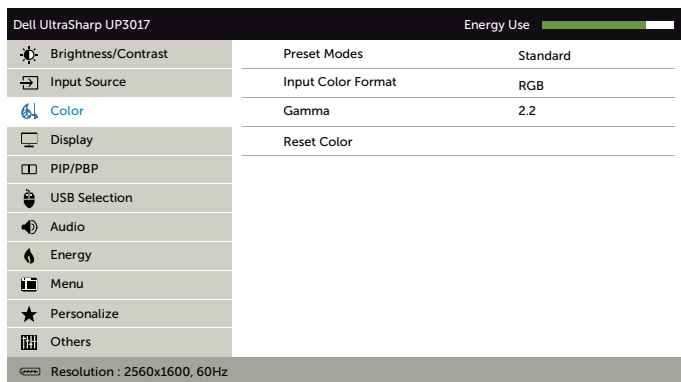 Dell UltraSharp UP3017 Energy Use
Brightness/Contrast Preset Modes Standard
Input Source Input Color Format RGB
Color Gamma 2.2
Display Reset Color
PIP/PBP
USB Selection
Audio
Energy
Menu
Personalize
Others
Resolution : 2560x1600, 60Hz